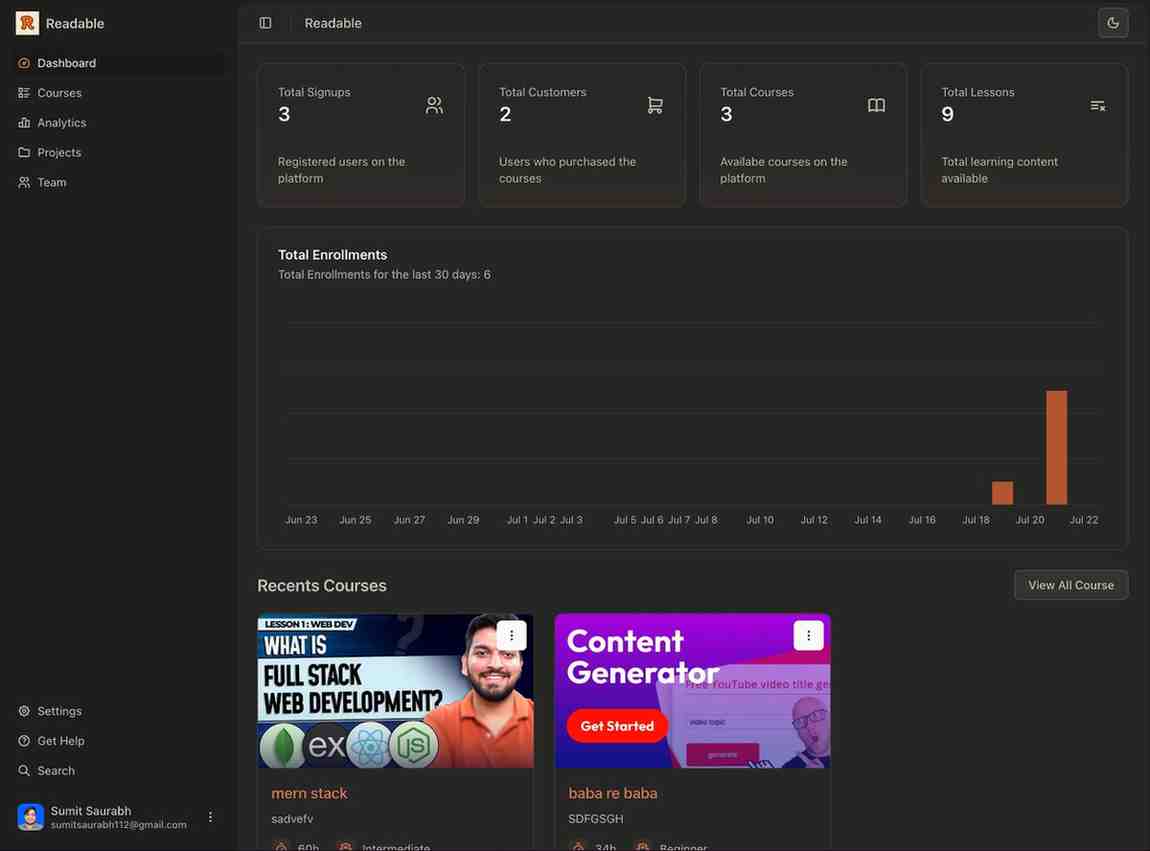 Readable
Readable
Dashboard
Courses
Analytics
Projects
Team
Total Signups
3
Registered users on the
platform
Total Customers
2
Users who purchased the
courses
Total Courses
3
Availabe courses on the
platform
Total Lessons
9
Total learning content
available
Total Enrollments
Total Enrollments for the last 30 days: 6
Jun 23 Jun 25 Jun 27 Jun 29 Jul 1 Jul 2 Jul 3 Jul 5 Jul 6 Jul 7 Jul 8 Jul 10 Jul 12 Jul 14 Jul 16 Jul 18 Jul 20 Jul 22
Recents Courses
View All Course
LESSON 1 : WEB DEV
WHAT IS
FULL STACK
WEB DEVELOPMENT?
ex
JS
mern stack
sadvefv
60h Intermediate
Content
Generator
Free YouTube video title ge
video topic
Get Started
generate
baba re baba
SDFGSGH
34h Beginner
Settings
Get Help
Search
Sumit Saurabh
sumitsaurabh112@gmail.com